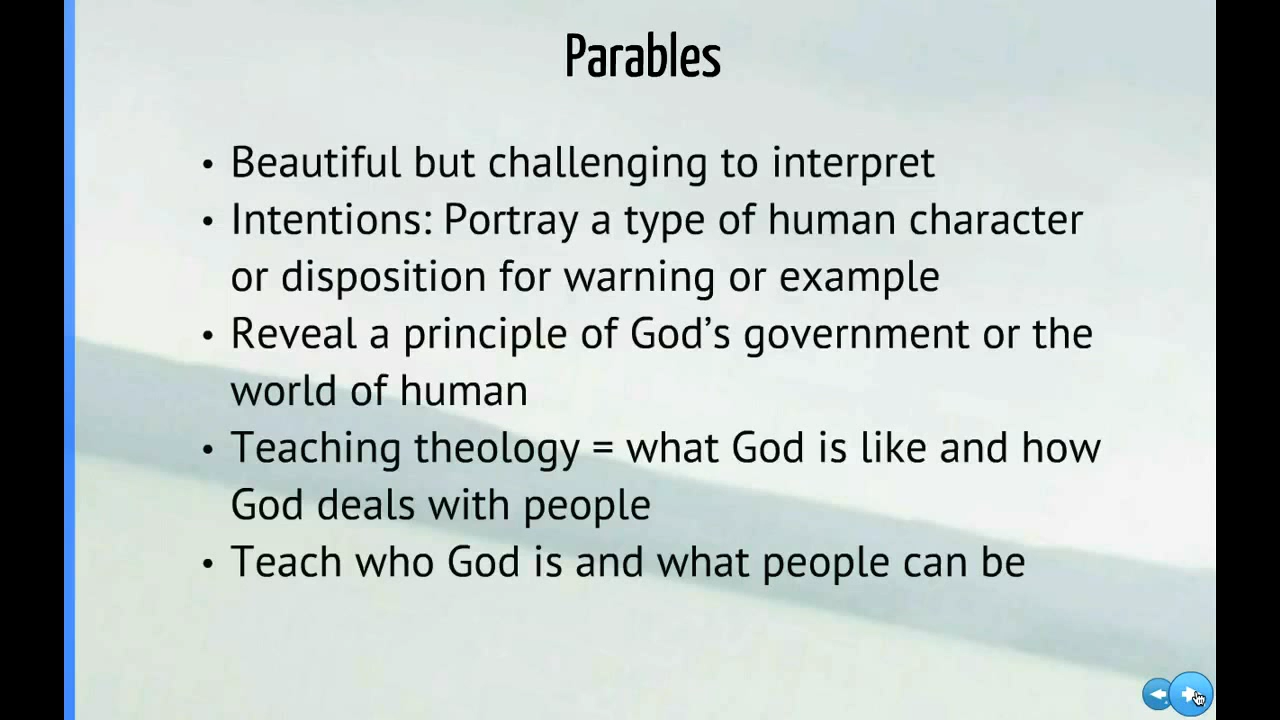 Parables
• Beautiful but challenging to interpret
• Intentions: Portray a type of human character
or disposition for warning or example
• Reveal a principle of God’s government or the
world of human
• Teaching theology = what God is like and how
God deals with people
• Teach who God is and what people can be